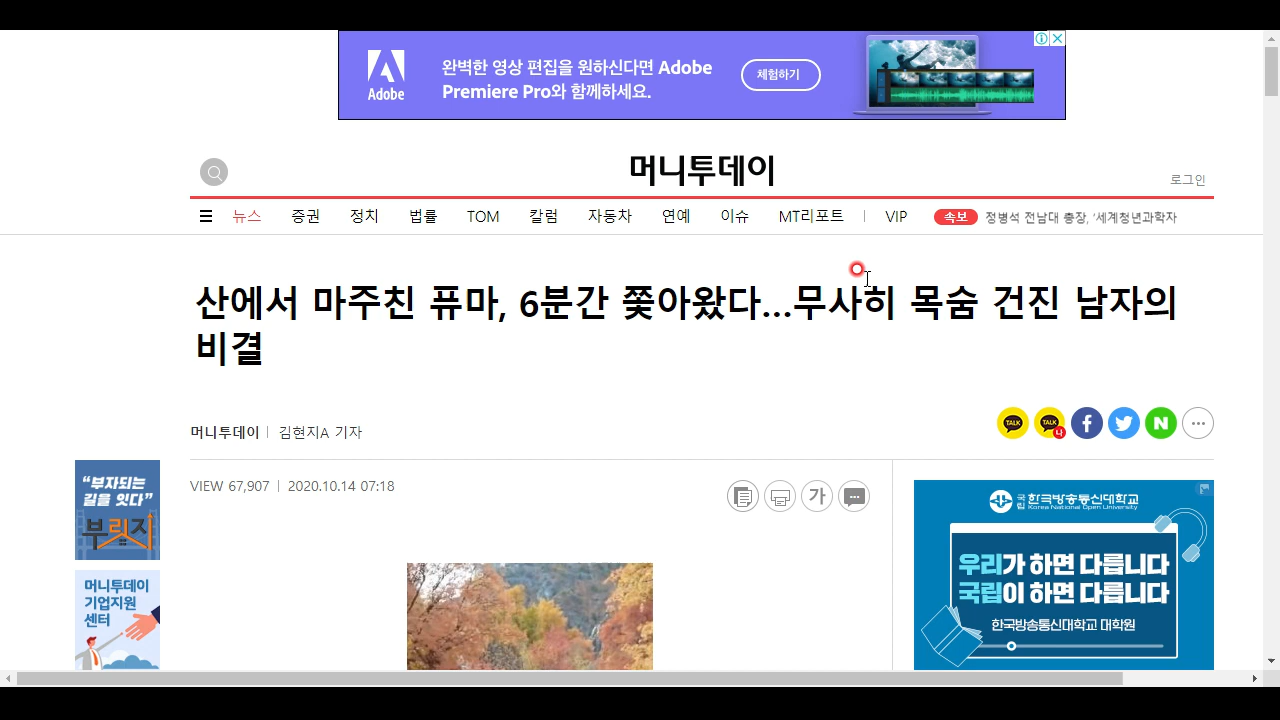 완벽한 영상 편집을 원하신다면 Adobe
Premiere Pro와 함께하세요.
Adobe
체험하기
머니투데이
로그인
뉴스 증권 정치 법률 TOM 칼럼 자동차 연예 이슈 MT리포트 VIP 속보 정병석 전남대 총장, '세계청년과학자
산에서 마주친 퓨마, 6분간 쫓아왔다...무사히 목숨 건진 남자의
비결
머니투데이 김현지A 기자
TALK TALK 나 f N
VIEW 67,907 2020.10.14 07:18
가
"부자되는
길을 잇다"
부릿지
머니투데이
기업지원
센터
국립 한국방송통신대학교
Korea National Open University
우리가 하면 다릅니다
국립이 하면 다릅니다
한국방송통신대학교 대학원